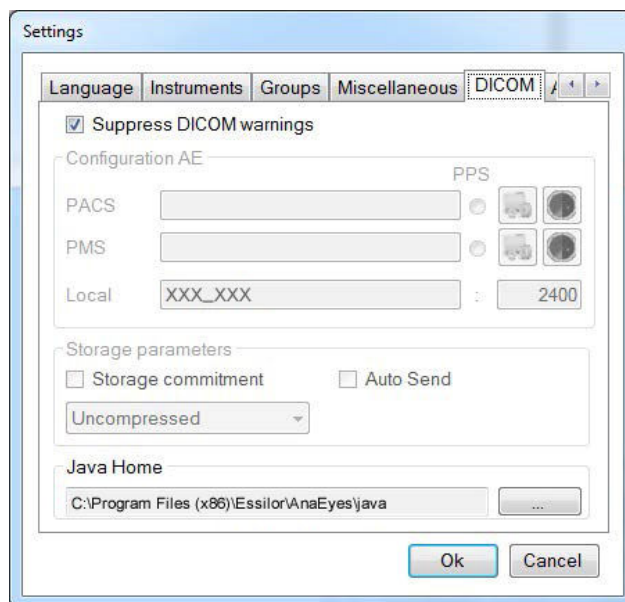 Settings
Language Instruments Groups Miscellaneous DICOM
Suppress DICOM warnings
Configuration AE
PPS
PACS
PMS
Local XXX_XXX : 2400
Storage parameters
Storage commitment Auto Send
Uncompressed
Java Home
C:\Program Files (x86)\Essilor\AnaEyes\java ...
Ok Cancel